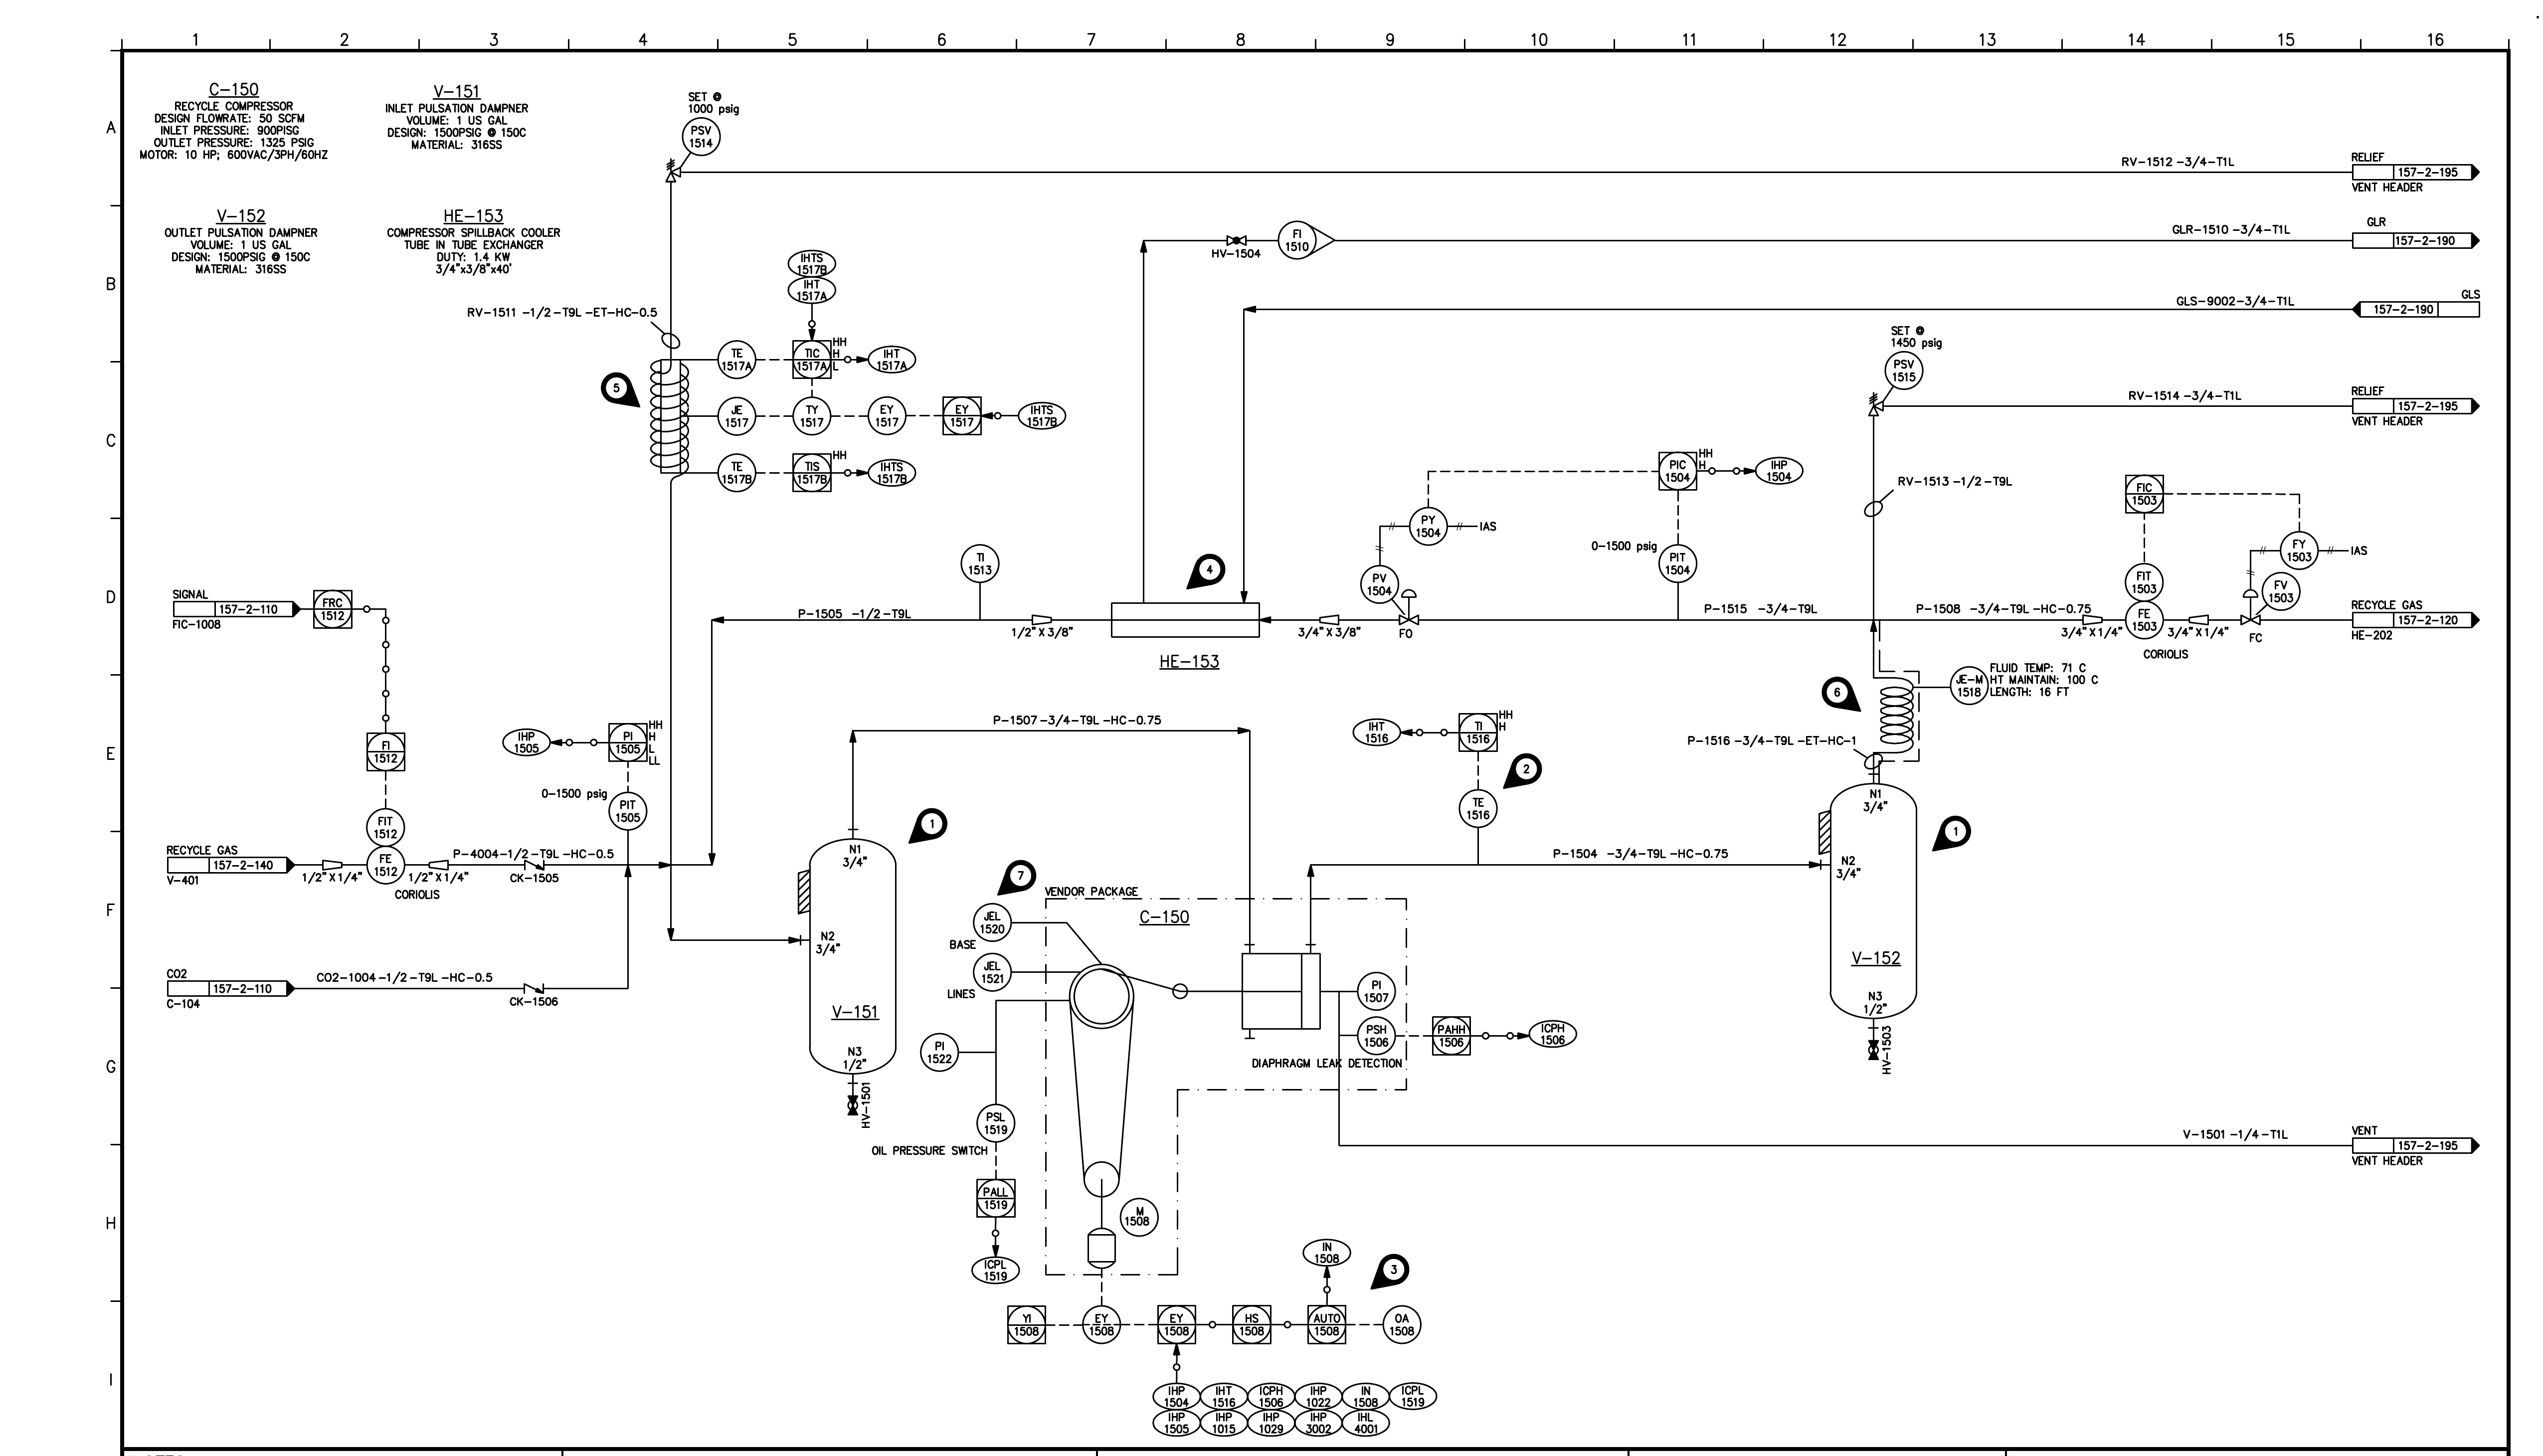 1 2 3 4 5 6 7 8 9 10 11 12 13 14 15 16
A
B
C
D
E
F
G
H
I
C-150
RECYCLE COMPRESSOR
DESIGN FLOWRATE: 50 SCFM
INLET PRESSURE: 900PISG
OUTLET PRESSURE: 1325 PSIG
MOTOR: 10 HP; 600VAC/3PH/60HZ
V-151
INLET PULSATION DAMPNER
VOLUME: 1 US GAL
DESIGN: 1500PSIG @ 150C
MATERIAL: 316SS
V-152
OUTLET PULSATION DAMPNER
VOLUME: 1 US GAL
DESIGN: 1500PSIG @ 150C
MATERIAL: 316SS
HE-153
COMPRESSOR SPILLBACK COOLER
TUBE IN TUBE EXCHANGER
DUTY: 1.4 KW
3/4"x3/8"x40'
SET @
1000 psig
PSV
1514
RV-1512 -3/4-T1L
RELIEF
157-2-195
VENT HEADER
HV-1504
FI
1510
GLR-1510 -3/4-T1L
GLR
157-2-190
GLS-9002-3/4-T1L
GLS
157-2-190
RV-1511 -1/2-T9L -ET-HC-0.5
IHTS
1517B
IHT
1517A
TE
1517A
TIC
1517A
HH
H
L
IHT
1517A
5
JE
1517
TY
1517
EY
1517
EY
1517
IHTS
1517B
TE
1517B
TIS
1517B
HH
IHTS
1517B
SET @
1450 psig
PSV
1515
RV-1514 -3/4-T1L
RELIEF
157-2-195
VENT HEADER
RV-1513 -1/2-T9L
PIC
1504
HH
H
IHP
1504
PY
1504
IAS
0-1500 psig
PIT
1504
PV
1504
FO
FIC
1503
FY
1503
IAS
FIT
1503
FV
1503
FE
1503
FC
CORIOLIS
3/4" X 1/4"
3/4" X 1/4"
RECYCLE GAS
157-2-120
HE-202
TI
1513
4
P-1505 -1/2-T9L
1/2" X 3/8"
3/4" X 3/8"
HE-153
P-1515 -3/4-T9L
P-1508 -3/4-T9L -HC-0.75
SIGNAL
157-2-110
FIC-1008
FRC
1512
FI
1512
FIT
1512
FE
1512
CORIOLIS
IHP
1505
PI
1505
HH
H
L
LL
0-1500 psig
PIT
1505
RECYCLE GAS
157-2-140
V-401
1/2" X 1/4"
1/2" X 1/4"
P-4004-1/2-T9L -HC-0.5
CK-1505
CO2
157-2-110
C-104
CO2-1004 -1/2-T9L -HC-0.5
CK-1506
P-1507 -3/4-T9L -HC-0.75
1
N1
3/4"
N2
3/4"
V-151
N3
1/2"
HV-1501
IHT
1516
TI
1516
HH
H
2
TE
1516
P-1504 -3/4-T9L -HC-0.75
6
JE-M
1518
FLUID TEMP: 71 C
HT MAINTAIN: 100 C
LENGTH: 16 FT
P-1516 -3/4-T9L -ET-HC-1
N1
3/4"
1
N2
3/4"
V-152
N3
1/2"
HV-1503
7
VENDOR PACKAGE
C-150
JEL
1520
BASE
JEL
1521
LINES
PI
1522
PSL
1519
OIL PRESSURE SWITCH
PALL
1519
ICPL
1519
M
1508
PI
1507
PSH
1506
PAHH
1506
ICPH
1506
DIAPHRAGM LEAK DETECTION
V-1501 -1/4-T1L
VENT
157-2-195
VENT HEADER
IN
1508
3
YI
1508
EY
1508
EY
1508
HS
1508
AUTO
1508
OA
1508
IHP
1504
IHT
1516
ICPH
1506
IHP
1022
IN
1508
ICPL
1519
IHP
1505
IHP
1015
IHP
1029
IHP
3002
IHL
4001